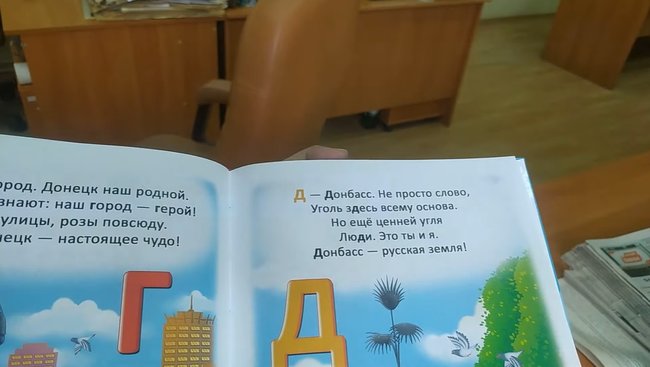 ород. Донецк наш родной.
знают: наш город — герой!
улицы, розы повсюду.
нецк — настоящее чудо!
Г
Д — Донбасс. Не просто слово,
Уголь здесь всему основа.
Но ещё ценней угля
Люди. Это ты и я.
Донбасс — русская земля!
Д